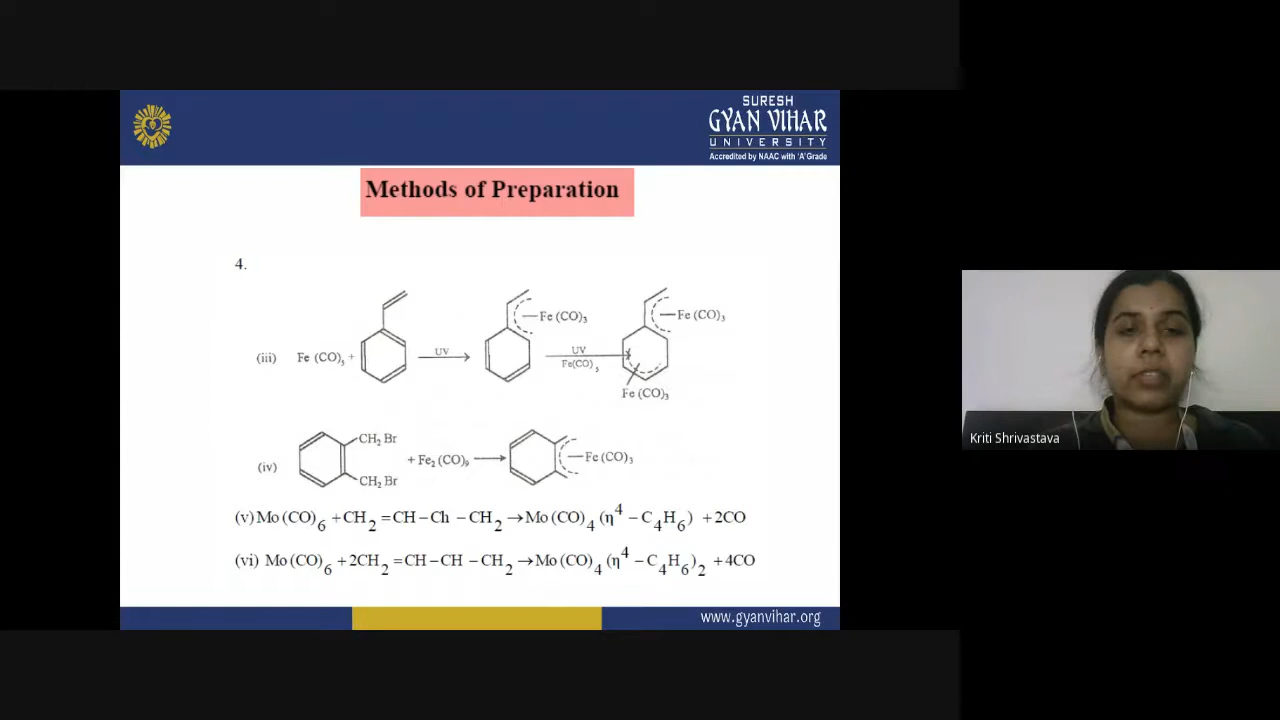 SURESH
GYAN VIHAR
UNIVERSITY
Accredited by NAAC with 'A' Grade
Methods of Preparation
4.
(iii) Fe (CO)5 + UV Fe (CO)3 UV Fe(CO)5 Fe (CO)3
Fe (CO)3
(iv) CH2 Br
CH2 Br
+ Fe2 (CO)9 Fe (CO)3
(v) Mo (CO)6 + CH2 = CH – Ch – CH2 → Mo (CO)4 (η4 – C4H6) + 2CO
(vi) Mo (CO)6 + 2CH2 = CH – CH – CH2 → Mo (CO)4 (η4 – C4H6)2 + 4CO
www.gyanvihar.org
Kriti Shrivastava